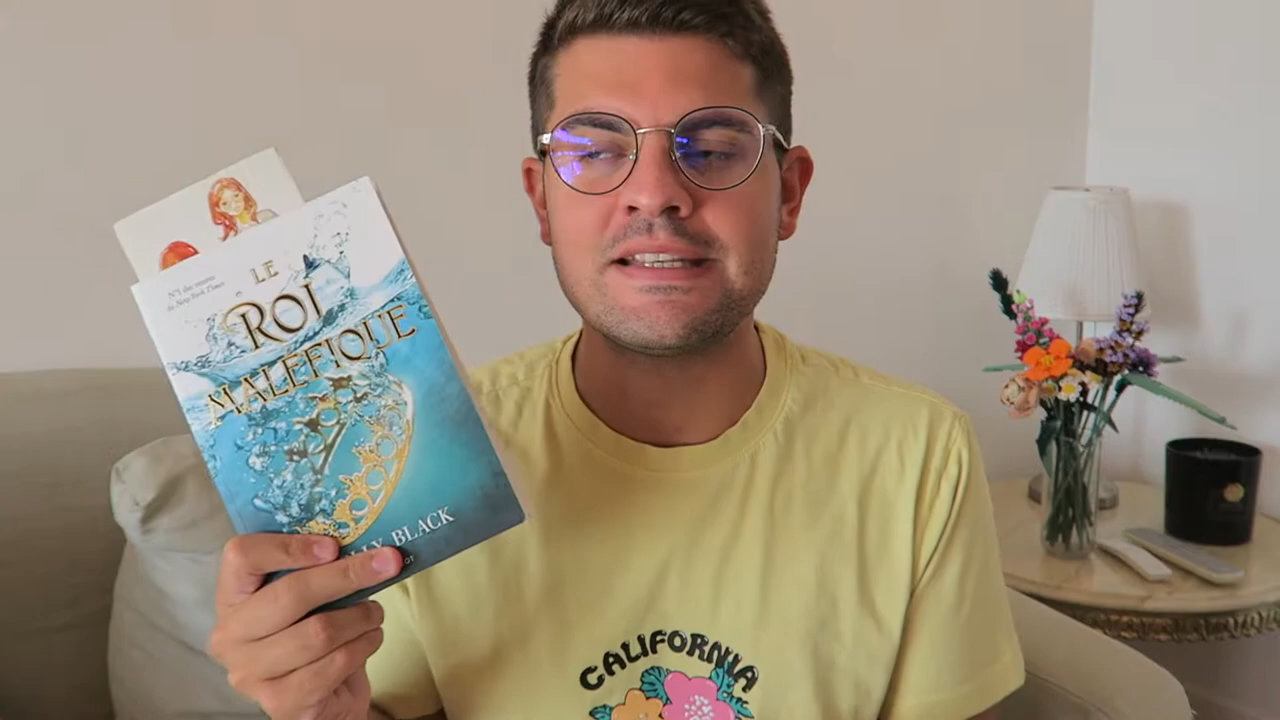 N°1 des ventes
du New York Times
LE
ROI
MALÉFIQUE
BLACK
CALIFORNIA